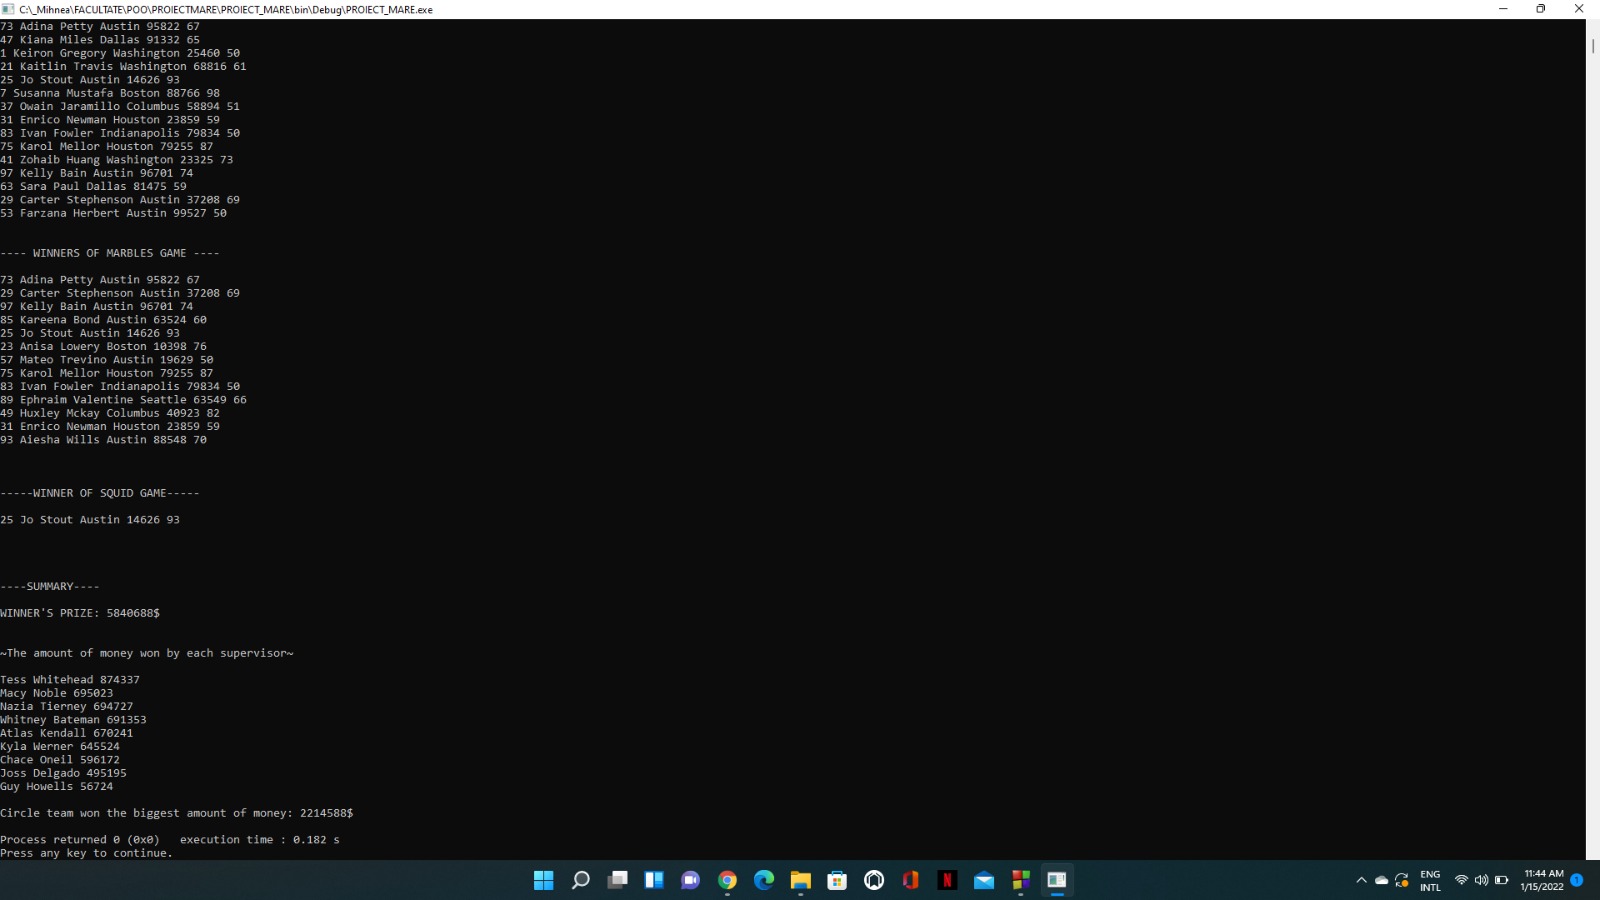 C:\_Mihnea\FACULTATE\POO\PROIECTMARE\PROIECT_MARE\bin\Debug\PROIECT_MARE.exe
73 Adina Petty Austin 95822 67
47 Kiana Miles Dallas 91332 65
1 Keiron Gregory Washington 25460 50
21 Kaitlin Travis Washington 68816 61
25 Jo Stout Austin 14626 93
7 Susanna Mustafa Boston 88766 98
37 Owain Jaramillo Columbus 58894 51
31 Enrico Newman Houston 23859 59
83 Ivan Fowler Indianapolis 79834 50
75 Karol Mellor Houston 79255 87
41 Zohaib Huang Washington 23325 73
97 Kelly Bain Austin 96701 74
63 Sara Paul Dallas 81475 59
29 Carter Stephenson Austin 37208 69
53 Farzana Herbert Austin 99527 50
---- WINNERS OF MARBLES GAME ----
73 Adina Petty Austin 95822 67
29 Carter Stephenson Austin 37208 69
97 Kelly Bain Austin 96701 74
85 Kareena Bond Austin 63524 60
25 Jo Stout Austin 14626 93
23 Anisa Lowery Boston 10398 76
57 Mateo Trevino Austin 19629 50
75 Karol Mellor Houston 79255 87
83 Ivan Fowler Indianapolis 79834 50
89 Ephraim Valentine Seattle 63549 66
49 Huxley Mckay Columbus 40923 82
31 Enrico Newman Houston 23859 59
93 Aiesha Wills Austin 88548 70
-----WINNER OF SQUID GAME-----
25 Jo Stout Austin 14626 93
----SUMMARY----
WINNER'S PRIZE: 5840688$
~The amount of money won by each supervisor~
Tess Whitehead 874337
Macy Noble 695023
Nazia Tierney 694727
Whitney Bateman 691353
Atlas Kendall 670241
Kyla Werner 645524
Chace Oneil 596172
Joss Delgado 495195
Guy Howells 56724
Circle team won the biggest amount of money: 2214588$
Process returned 0 (0x0)   execution time : 0.182 s
Press any key to continue.
N
ENG
INTL
11:44 AM
1/15/2022
1